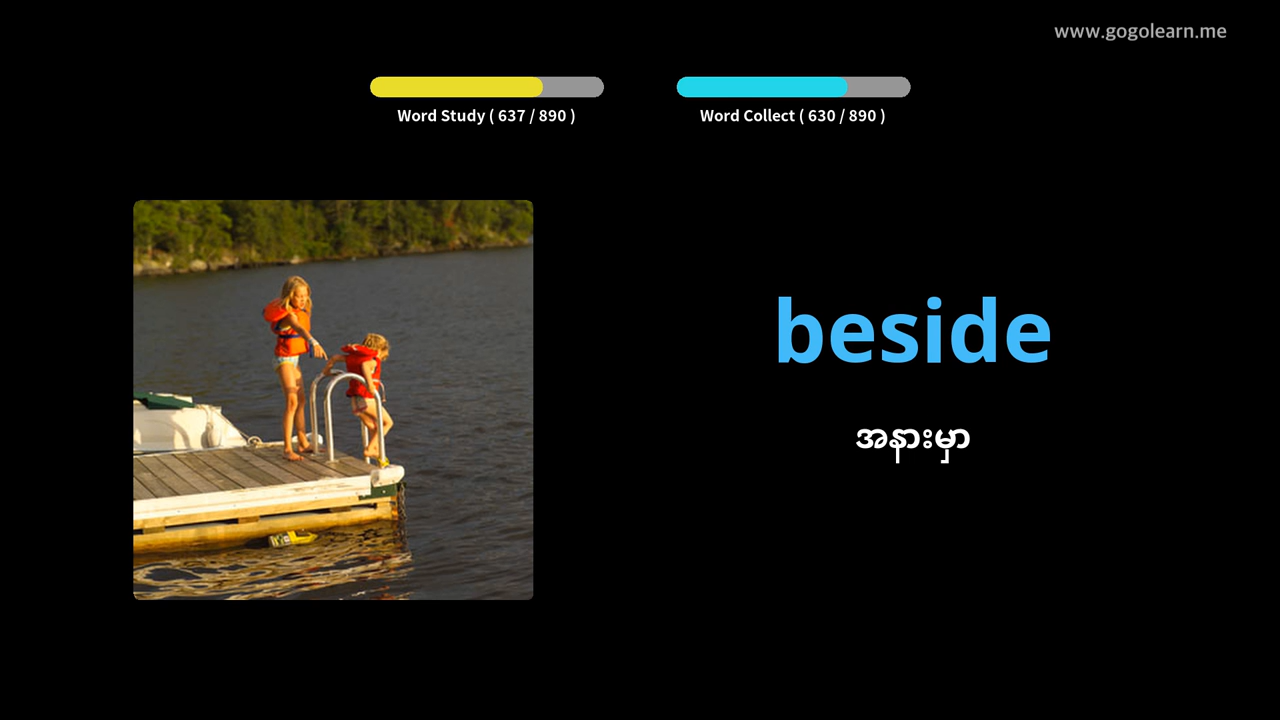 www.gogolearn.me
Word Study ( 637 / 890 )
Word Collect ( 630 / 890 )
beside
အနားမှာ